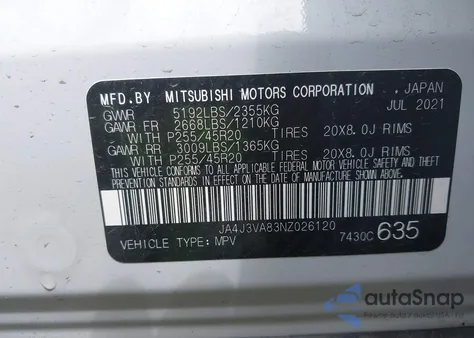 MFD.BY MITSUBISHI MOTORS CORPORATION, JAPAN
GVWR 5192LBS/2355KG JUL 2021
GAWR FR 2668LBS/1210KG
WITH P255/45R20 TIRES 20X8.0J RIMS
GAWR RR 3009LBS/1365KG
WITH P255/45R20 TIRES 20X8.0J RIMS
THIS VEHICLE CONFORMS TO ALL APPLICABLE FEDERAL MOTOR VEHICLE SAFETY AND
THEFT PREVENTION STANDARDS IN EFFECT ON THE DATE OF MANUFACTURE SHOWN ABOVE.
JA4J3VA83NZ026120
VEHICLE TYPE: MPV 7430C 635
autoSnap